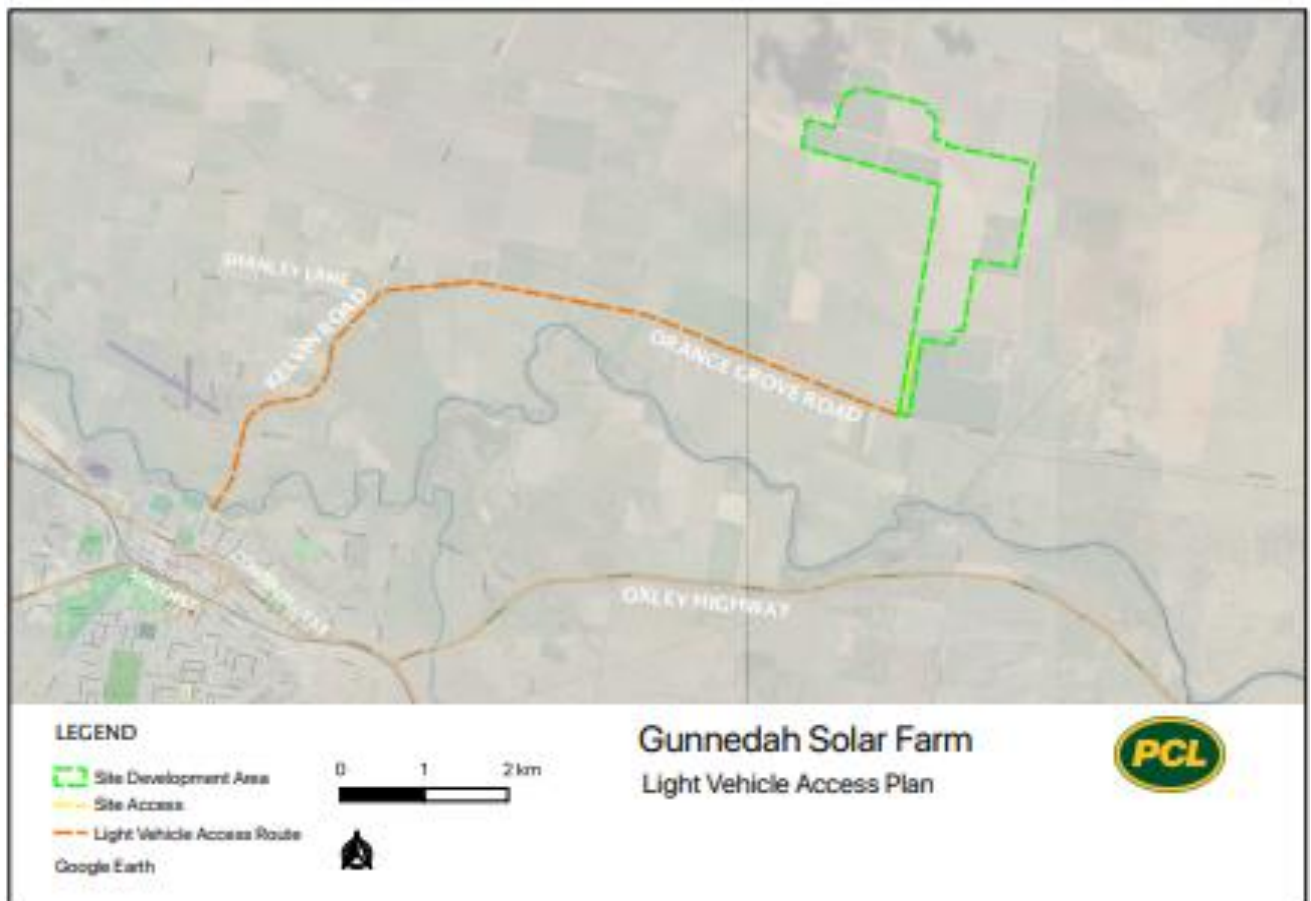 SHANLEY LANE
KELVIN ROAD
ORANGE GROVE ROAD
OXLEY HIGHWAY
LEGEND
Site Development Area
Site Access
Light Vehicle Access Route
Google Earth
0 1 2 km
Gunnedah Solar Farm
Light Vehicle Access Plan
PCL